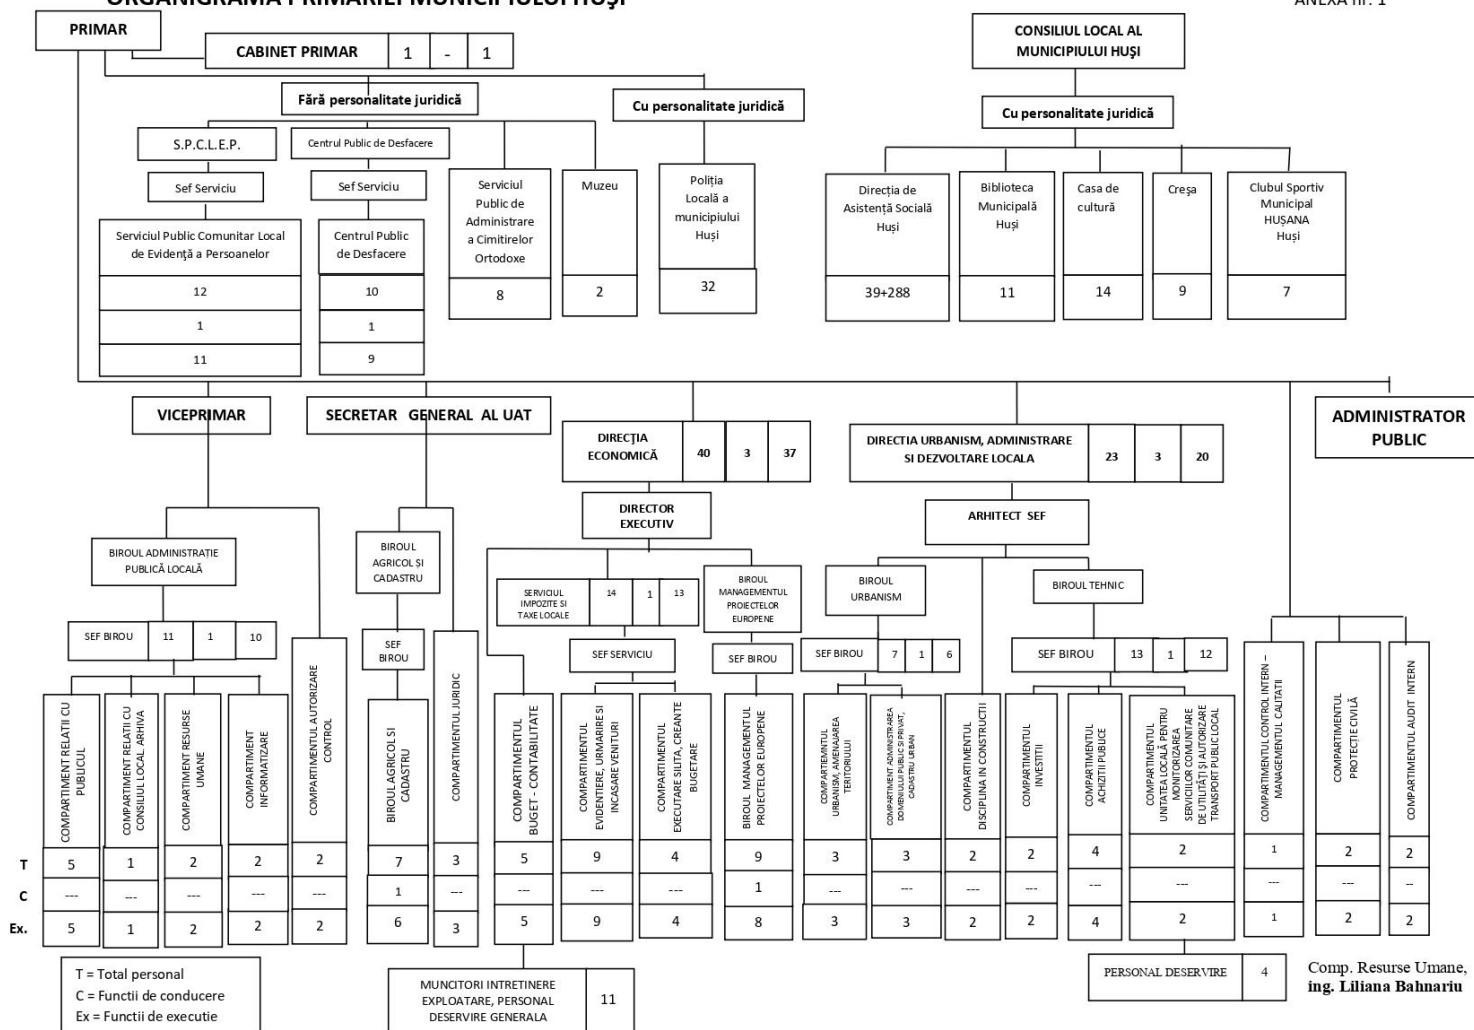 ORGANIGRAMA PRIMĂRIEI MUNICIPIULUI HUŞI
ANEXA nr. 1
PRIMAR
CABINET PRIMAR 1 - 1
CONSILIUL LOCAL AL
MUNICIPIULUI HUŞI
Fără personalitate juridică
Cu personalitate juridică
Cu personalitate juridică
S.P.C.L.E.P.
Centrul Public de Desfacere
Sef Serviciu
Sef Serviciu
Serviciul Public Comunitar Local
de Evidenţă a Persoanelor
12
1
11
Centrul Public
de Desfacere
10
1
9
Serviciul
Public de
Administrare
a Cimitirelor
Ortodoxe
8
Muzeu
2
Poliția
Locală a
municipiului
Huși
32
Direcția de
Asistență Socială
Huși
39+288
Biblioteca
Municipală
Huși
11
Casa de
cultură
14
Creşa
9
Clubul Sportiv
Municipal
HUȘANA
Huși
7
VICEPRIMAR
SECRETAR GENERAL AL UAT
DIRECŢIA
ECONOMICĂ
40 3 37
DIRECTIA URBANISM, ADMINISTRARE
SI DEZVOLTARE LOCALA
23 3 20
ADMINISTRATOR
PUBLIC
DIRECTOR
EXECUTIV
ARHITECT SEF
BIROUL ADMINISTRAȚIE
PUBLICĂ LOCALĂ
BIROUL
AGRICOL ȘI
CADASTRU
SERVICIUL
IMPOZITE SI
TAXE LOCALE
14 1 13
BIROUL
MANAGEMENTUL
PROIECTELOR
EUROPENE
BIROUL
URBANISM
BIROUL TEHNIC
SEF BIROU 11 1 10
SEF
BIROU
SEF SERVICIU
SEF BIROU
SEF BIROU 7 1 6
SEF BIROU 13 1 12
COMPARTIMENT RELATII CU
PUBLICUL
COMPARTIMENT RELATII CU
CONSILIUL LOCAL, ARHIVA
COMPARTIMENT RESURSE
UMANE
COMPARTIMENT
INFORMATIZARE
COMPARTIMENTUL AUTORIZARE
CONTROL
BIROUL AGRICOL SI
CADASTRU
COMPARTIMENTUL JURIDIC
COMPARTIMENTUL
BUGET - CONTABILITATE
COMPARTIMENTUL
EVIDENTIERE, URMARIRE SI
INCASARE VENITURI
COMPARTIMENTUL
EXECUTARE SILITA, CREANTE
BUGETARE
BIROUL MANAGEMENTUL
PROIECTELOR EUROPENE
COMPARTIEMNTUL
URBANISM, AMENAJAREA
TERITORIULUI
COMPARTIMENT ADMINISTRAREA
DOMENIULUI PUBLIC SI PRIVAT,
CADASTRU URBAN
COMPARTIMENTUL
DISCIPLINA IN CONSTRUCTII
COMPARTIMENTUL
INVESTITII
COMPARTIMENTUL
ACHIZITII PUBLICE
COMPARTIMENTUL
UNITATEA LOCALĂ PENTRU
MONITORIZAREA
SERVICIILOR COMUNITARE
DE UTILITĂȚI ȘI AUTORIZARE
TRANSPORT PUBLIC LOCAL
COMPARTIMENTUL CONTROL INTERN –
MANAGEMENTUL CALITATII
COMPARTIMENTUL
PROTECȚIE CIVILĂ
COMPARTIMENTUL AUDIT INTERN
T 5 1 2 2 2 7 3 5 9 4 9 3 3 2 2 4 2 1 2 2
C --- --- --- --- --- 1 --- --- --- --- 1 --- --- --- --- --- --- --- --- --
Ex. 5 1 2 2 2 6 3 5 9 4 8 3 3 2 2 4 2 1 2 2
T = Total personal
C = Functii de conducere
Ex = Functii de executie
MUNCITORI INTRETINERE
EXPLOATARE, PERSONAL
DESERVIRE GENERALA
11
PERSONAL DESERVIRE 4
Comp. Resurse Umane,
ing. Liliana Bahnariu